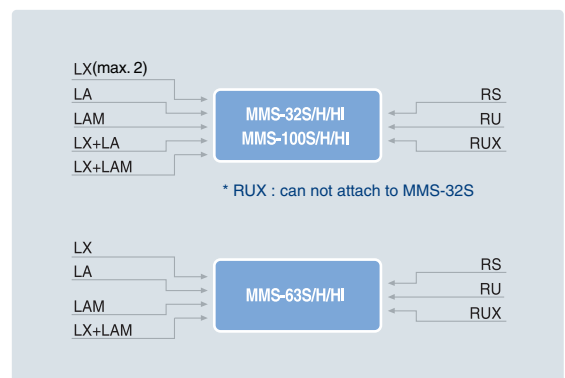 LX(max. 2)
LA
LAM
LX+LA
LX+LAM
MMS-32S/H/HI
MMS-100S/H/HI
RS
RU
RUX
* RUX : can not attach to MMS-32S
LX
LA
LAM
LX+LAM
MMS-63S/H/HI
RS
RU
RUX